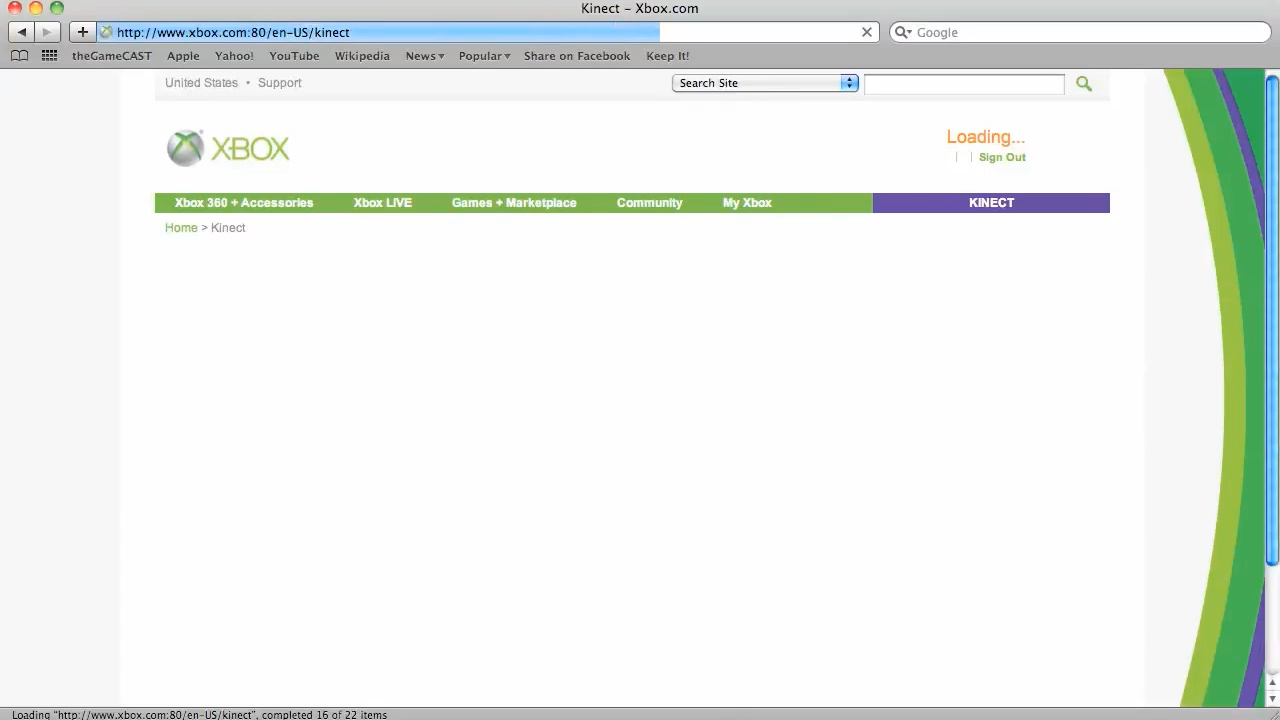 Kinect – Xbox.com
http://www.xbox.com:80/en-US/kinect
Google
theGameCAST Apple Yahoo! YouTube Wikipedia News Popular Share on Facebook Keep It!
United States • Support
Search Site
XBOX
Loading...
| | Sign Out
Xbox 360 + Accessories Xbox LIVE Games + Marketplace Community My Xbox KINECT
Home > Kinect
Loading "http://www.xbox.com:80/en-US/kinect", completed 16 of 22 items